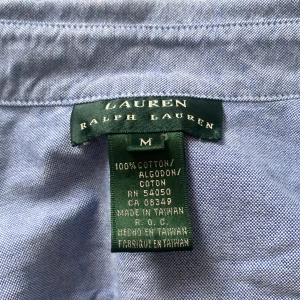 LAUREN
RALPH LAUREN
M
100% COTTON/
ALGODON/
COTON
RN 54050
CA 08349
MADE IN TAIWAN
R. O. C.
HECHO EN TAIWAN
FABRIQUE EN TAIWAN